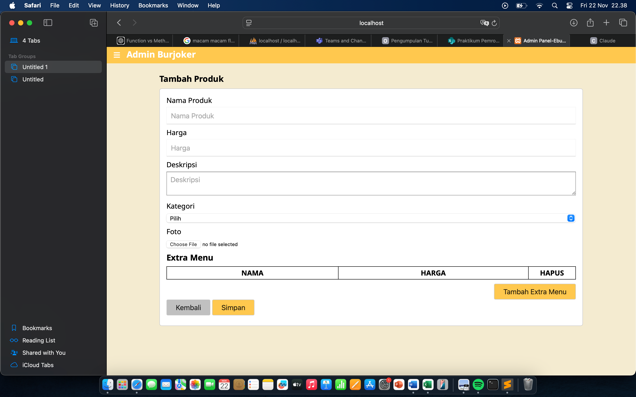 Safari File Edit View History Bookmarks Window Help Fri 22 Nov 22.38
4 Tabs
Tab Groups
Untitled 1
Untitled
Bookmarks
Reading List
Shared with You
iCloud Tabs
localhost
Function vs Meth...
macam macam fl...
localhost / localh...
Teams and Chan...
Pengumpulan Tu...
Praktikum Pemro...
Admin Panel-Ebu...
Claude
Admin Burjoker
Tambah Produk
Nama Produk
Nama Produk
Harga
Harga
Deskripsi
Deskripsi
Kategori
Pilih
Foto
Choose File no file selected
Extra Menu
NAMA HARGA HAPUS
Tambah Extra Menu
Kembali Simpan